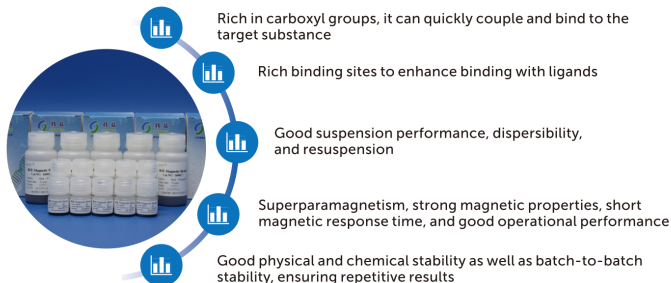 Rich in carboxyl groups, it can quickly couple and bind to the
target substance
Rich binding sites to enhance binding with ligands
Good suspension performance, dispersibility,
and resuspension
Superparamagnetism, strong magnetic properties, short
magnetic response time, and good operational performance
Good physical and chemical stability as well as batch-to-batch
stability, ensuring repetitive results